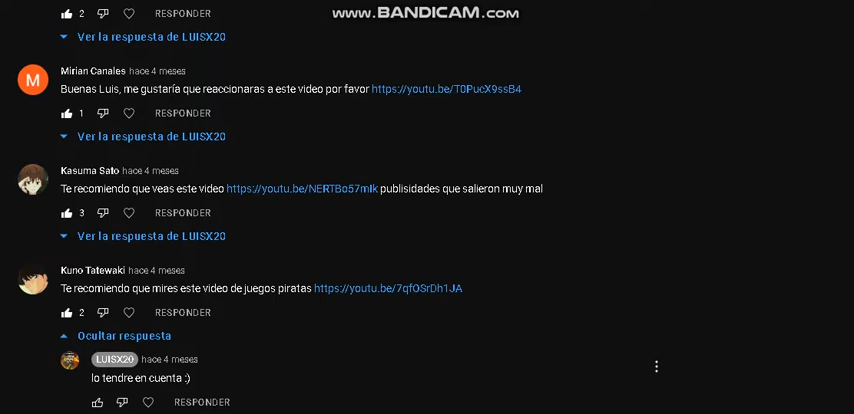 www.BANDICAM.com
2 RESPONDER
Ver la respuesta de LUISX20
Mirian Canales hace 4 meses
Buenas Luis, me gustaría que reaccionaras a este video por favor https://youtu.be/T0PucX9ssB4
1 RESPONDER
Ver la respuesta de LUISX20
Kasuma Sato hace 4 meses
Te recomiendo que veas este video https://youtu.be/NERTBo57mIk publisidades que salieron muy mal
3 RESPONDER
Ver la respuesta de LUISX20
Kuno Tatewaki hace 4 meses
Te recomiendo que mires este video de juegos piratas https://youtu.be/7qfOSrDh1JA
2 RESPONDER
Ocultar respuesta
LUISX20 hace 4 meses
lo tendre en cuenta :)
RESPONDER